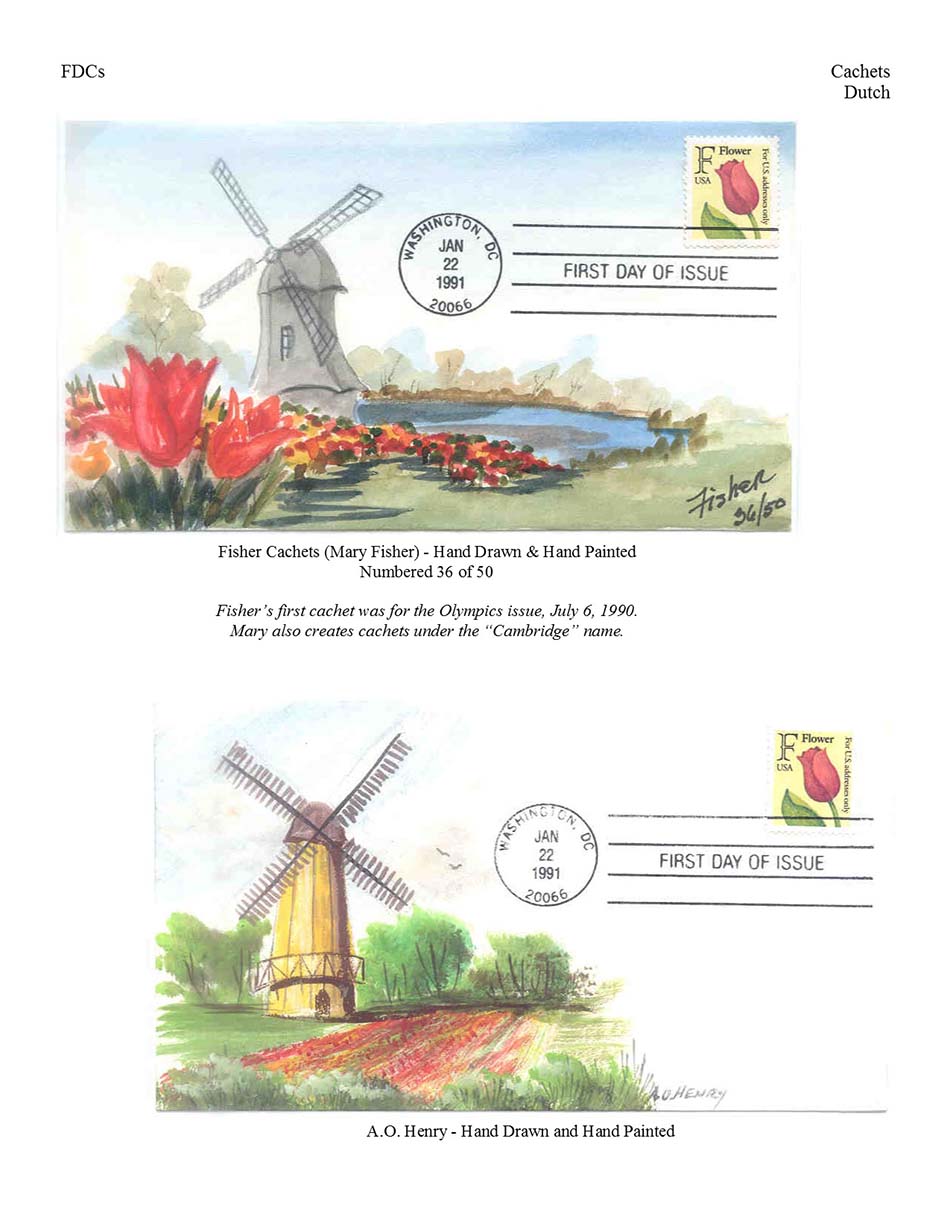 FDCs
Cachets
Dutch
F Flower
USA
For U.S. addresses only
WASHINGTON, DC
JAN
22
1991
20066
FIRST DAY OF ISSUE
Fisher
36/50
Fisher Cachets (Mary Fisher) - Hand Drawn & Hand Painted
Numbered 36 of 50
Fisher’s first cachet was for the Olympics issue, July 6, 1990.
Mary also creates cachets under the “Cambridge” name.
F Flower
USA
For U.S. addresses only
WASHINGTON, DC
JAN
22
1991
20066
FIRST DAY OF ISSUE
A.O. HENRY
A.O. Henry - Hand Drawn and Hand Painted